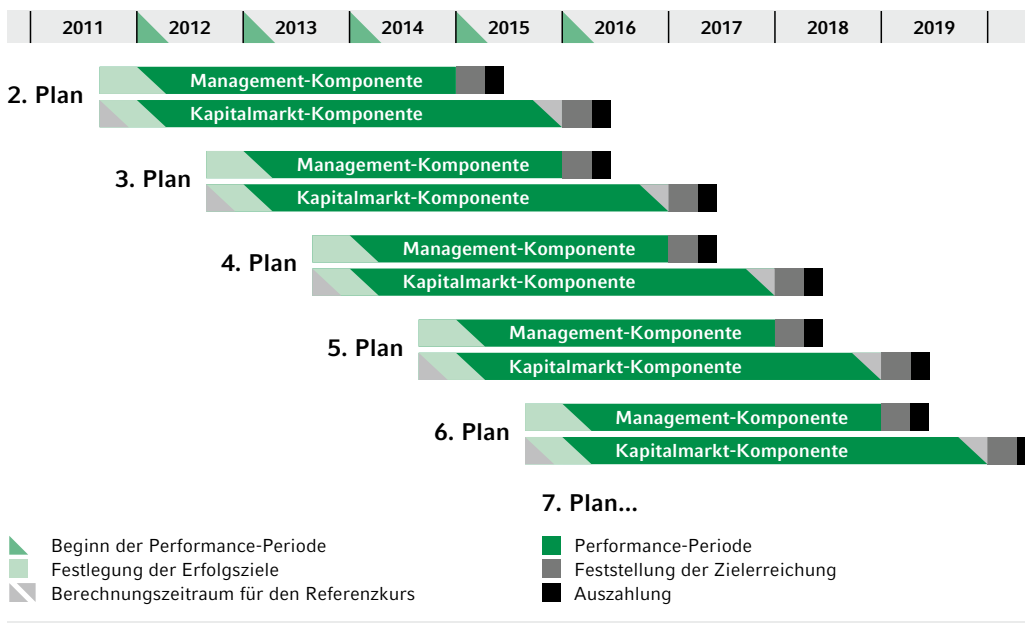 2011 2012 2013 2014 2015 2016 2017 2018 2019
2. Plan
Management-Komponente
Kapitalmarkt-Komponente
3. Plan
Management-Komponente
Kapitalmarkt-Komponente
4. Plan
Management-Komponente
Kapitalmarkt-Komponente
5. Plan
Management-Komponente
Kapitalmarkt-Komponente
6. Plan
Management-Komponente
Kapitalmarkt-Komponente
7. Plan...
Beginn der Performance-Periode
Festlegung der Erfolgsziele
Berechnungszeitraum für den Referenzkurs
Performance-Periode
Feststellung der Zielerreichung
Auszahlung